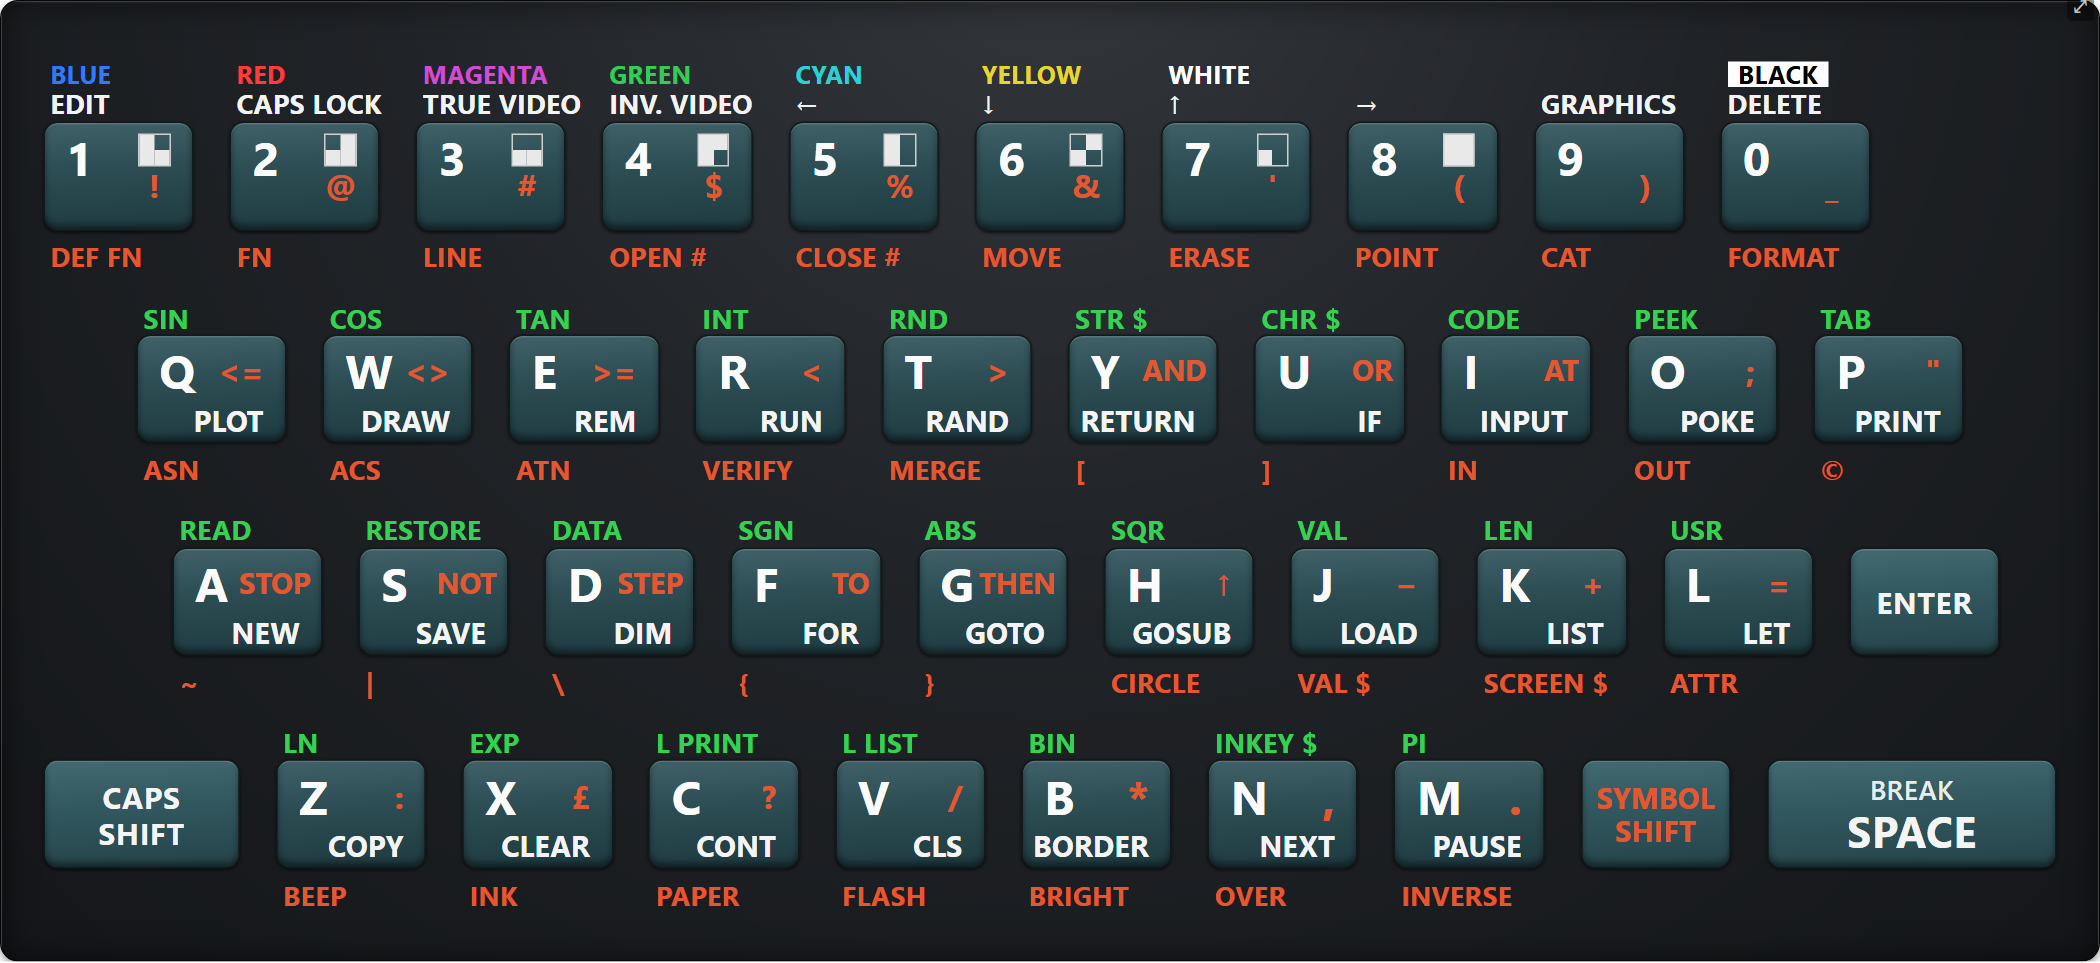 BLUE RED MAGENTA GREEN CYAN YELLOW WHITE BLACK
EDIT CAPS LOCK TRUE VIDEO INV. VIDEO ← ↓ ↑ → GRAPHICS DELETE
1 2 3 4 5 6 7 8 9 0
! @ # $ % & ' ( ) _
DEF FN FN LINE OPEN # CLOSE # MOVE ERASE POINT CAT FORMAT
SIN COS TAN INT RND STR $ CHR $ CODE PEEK TAB
Q <= W <> E >= R < T > Y AND U OR I AT O ; P "
PLOT DRAW REM RUN RAND RETURN IF INPUT POKE PRINT
ASN ACS ATN VERIFY MERGE [ ] IN OUT ©
READ RESTORE DATA SGN ABS SQR VAL LEN USR
A STOP S NOT D STEP F TO G THEN H ↑ J − K + L =
ENTER
NEW SAVE DIM FOR GOTO GOSUB LOAD LIST LET
~ | \ { } CIRCLE VAL $ SCREEN $ ATTR
LN EXP L PRINT L LIST BIN INKEY $ PI
CAPS Z : X £ C ? V / B * N , M . SYMBOL BREAK
SHIFT COPY CLEAR CONT CLS BORDER NEXT PAUSE SHIFT SPACE
BEEP INK PAPER FLASH BRIGHT OVER INVERSE